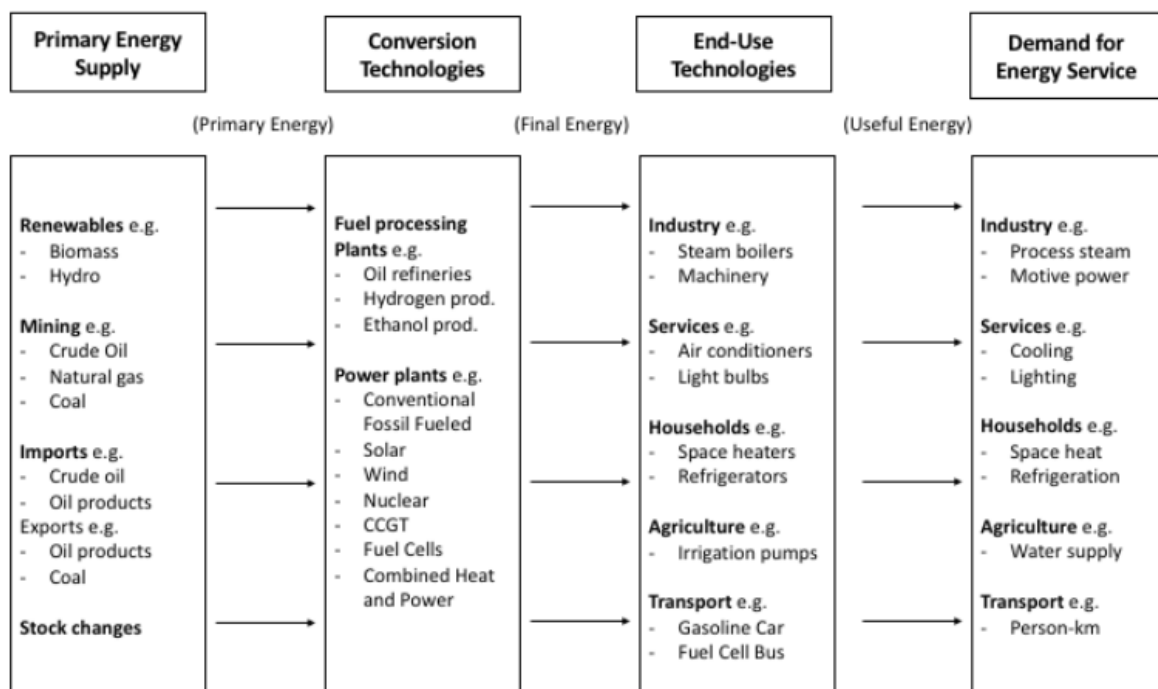 Primary Energy
Supply
Conversion
Technologies
End-Use
Technologies
Demand for
Energy Service
(Primary Energy)
(Final Energy)
(Useful Energy)
Renewables e.g.
- Biomass
- Hydro
Mining e.g.
- Crude Oil
- Natural gas
- Coal
Imports e.g.
- Crude oil
- Oil products
Exports e.g.
- Oil products
- Coal
Stock changes
Fuel processing
Plants e.g.
- Oil refineries
- Hydrogen prod.
- Ethanol prod.
Power plants e.g.
- Conventional
Fossil Fueled
- Solar
- Wind
- Nuclear
- CCGT
- Fuel Cells
- Combined Heat
and Power
Industry e.g.
- Steam boilers
- Machinery
Services e.g.
- Air conditioners
- Light bulbs
Households e.g.
- Space heaters
- Refrigerators
Agriculture e.g.
- Irrigation pumps
Transport e.g.
- Gasoline Car
- Fuel Cell Bus
Industry e.g.
- Process steam
- Motive power
Services e.g.
- Cooling
- Lighting
Households e.g.
- Space heat
- Refrigeration
Agriculture e.g.
- Water supply
Transport e.g.
- Person-km